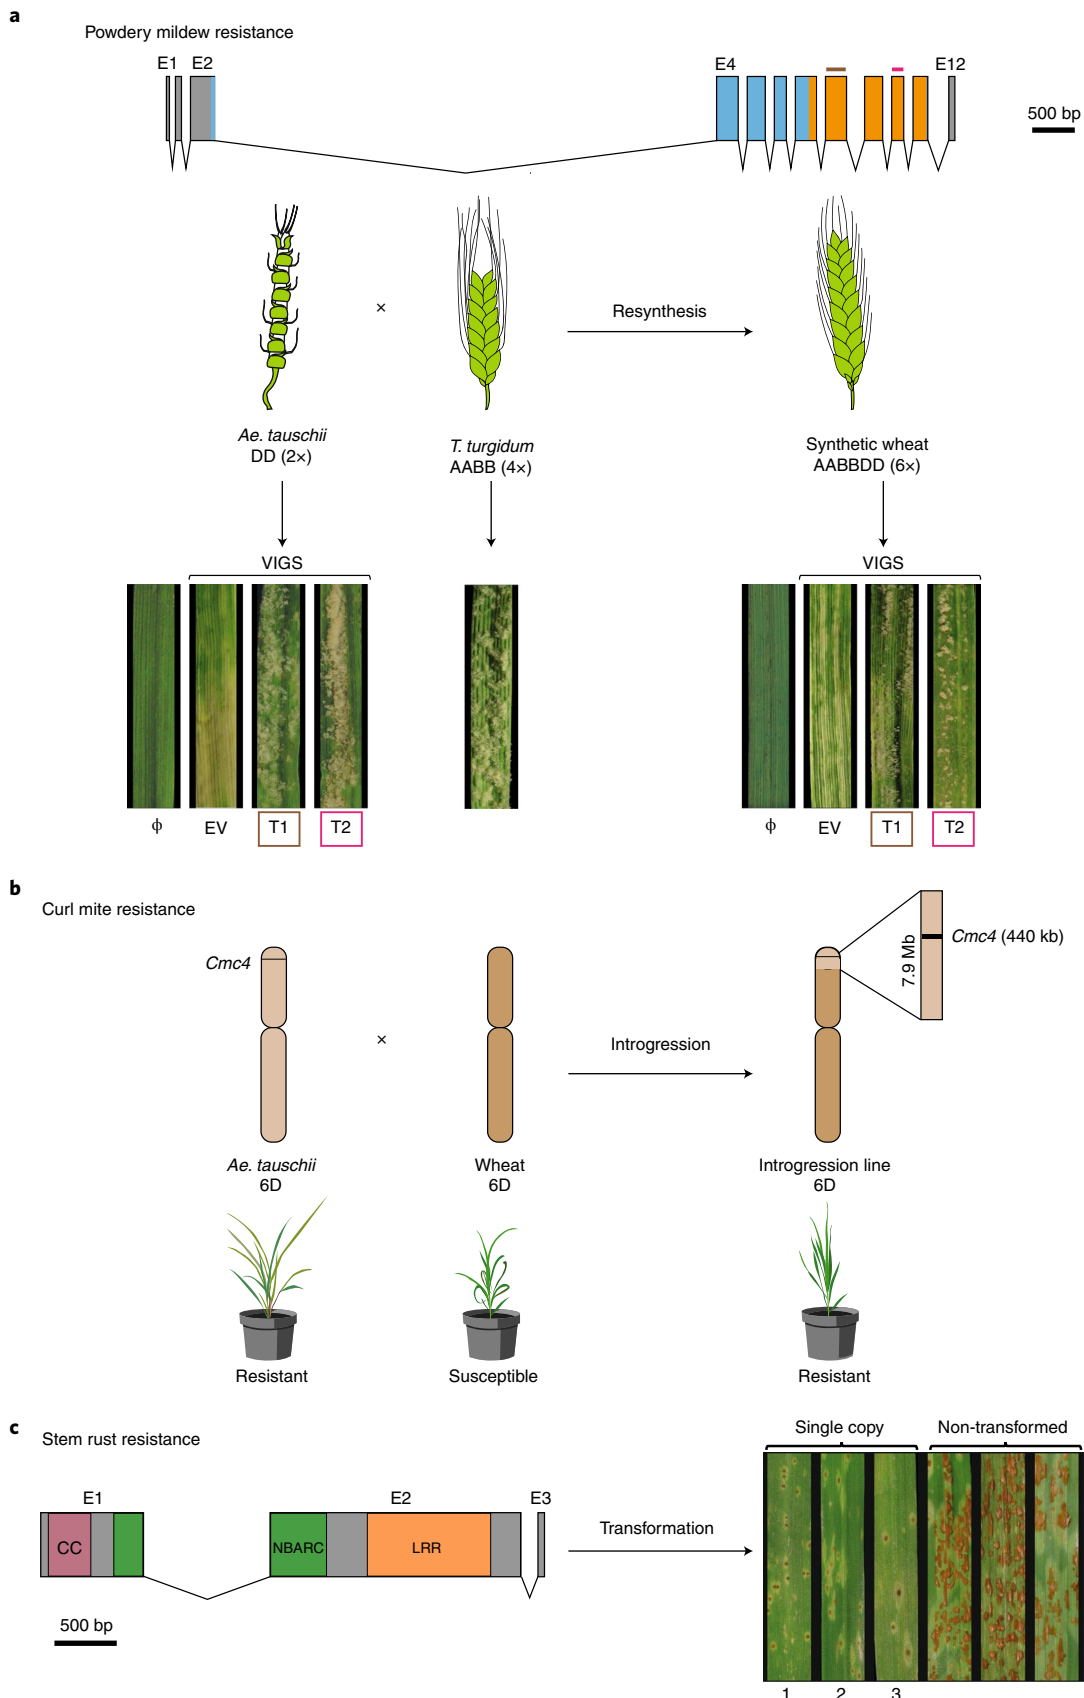 a
Powdery mildew resistance
E1 E2 E4 E12
500 bp
× Resynthesis
Ae. tauschii
DD (2×)
T. turgidum
AABB (4×)
Synthetic wheat
AABBDD (6×)
VIGS VIGS
ϕ EV T1 T2 ϕ EV T1 T2
b
Curl mite resistance
Cmc4
7.9 Mb
Cmc4 (440 kb)
× Introgression
Ae. tauschii
6D
Wheat
6D
Introgression line
6D
Resistant Susceptible Resistant
c
Stem rust resistance
Single copy Non-transformed
E1 E2 E3
CC NBARC LRR
Transformation
500 bp
1 2 3